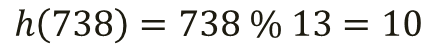 h(738) = 738 % 13 = 10